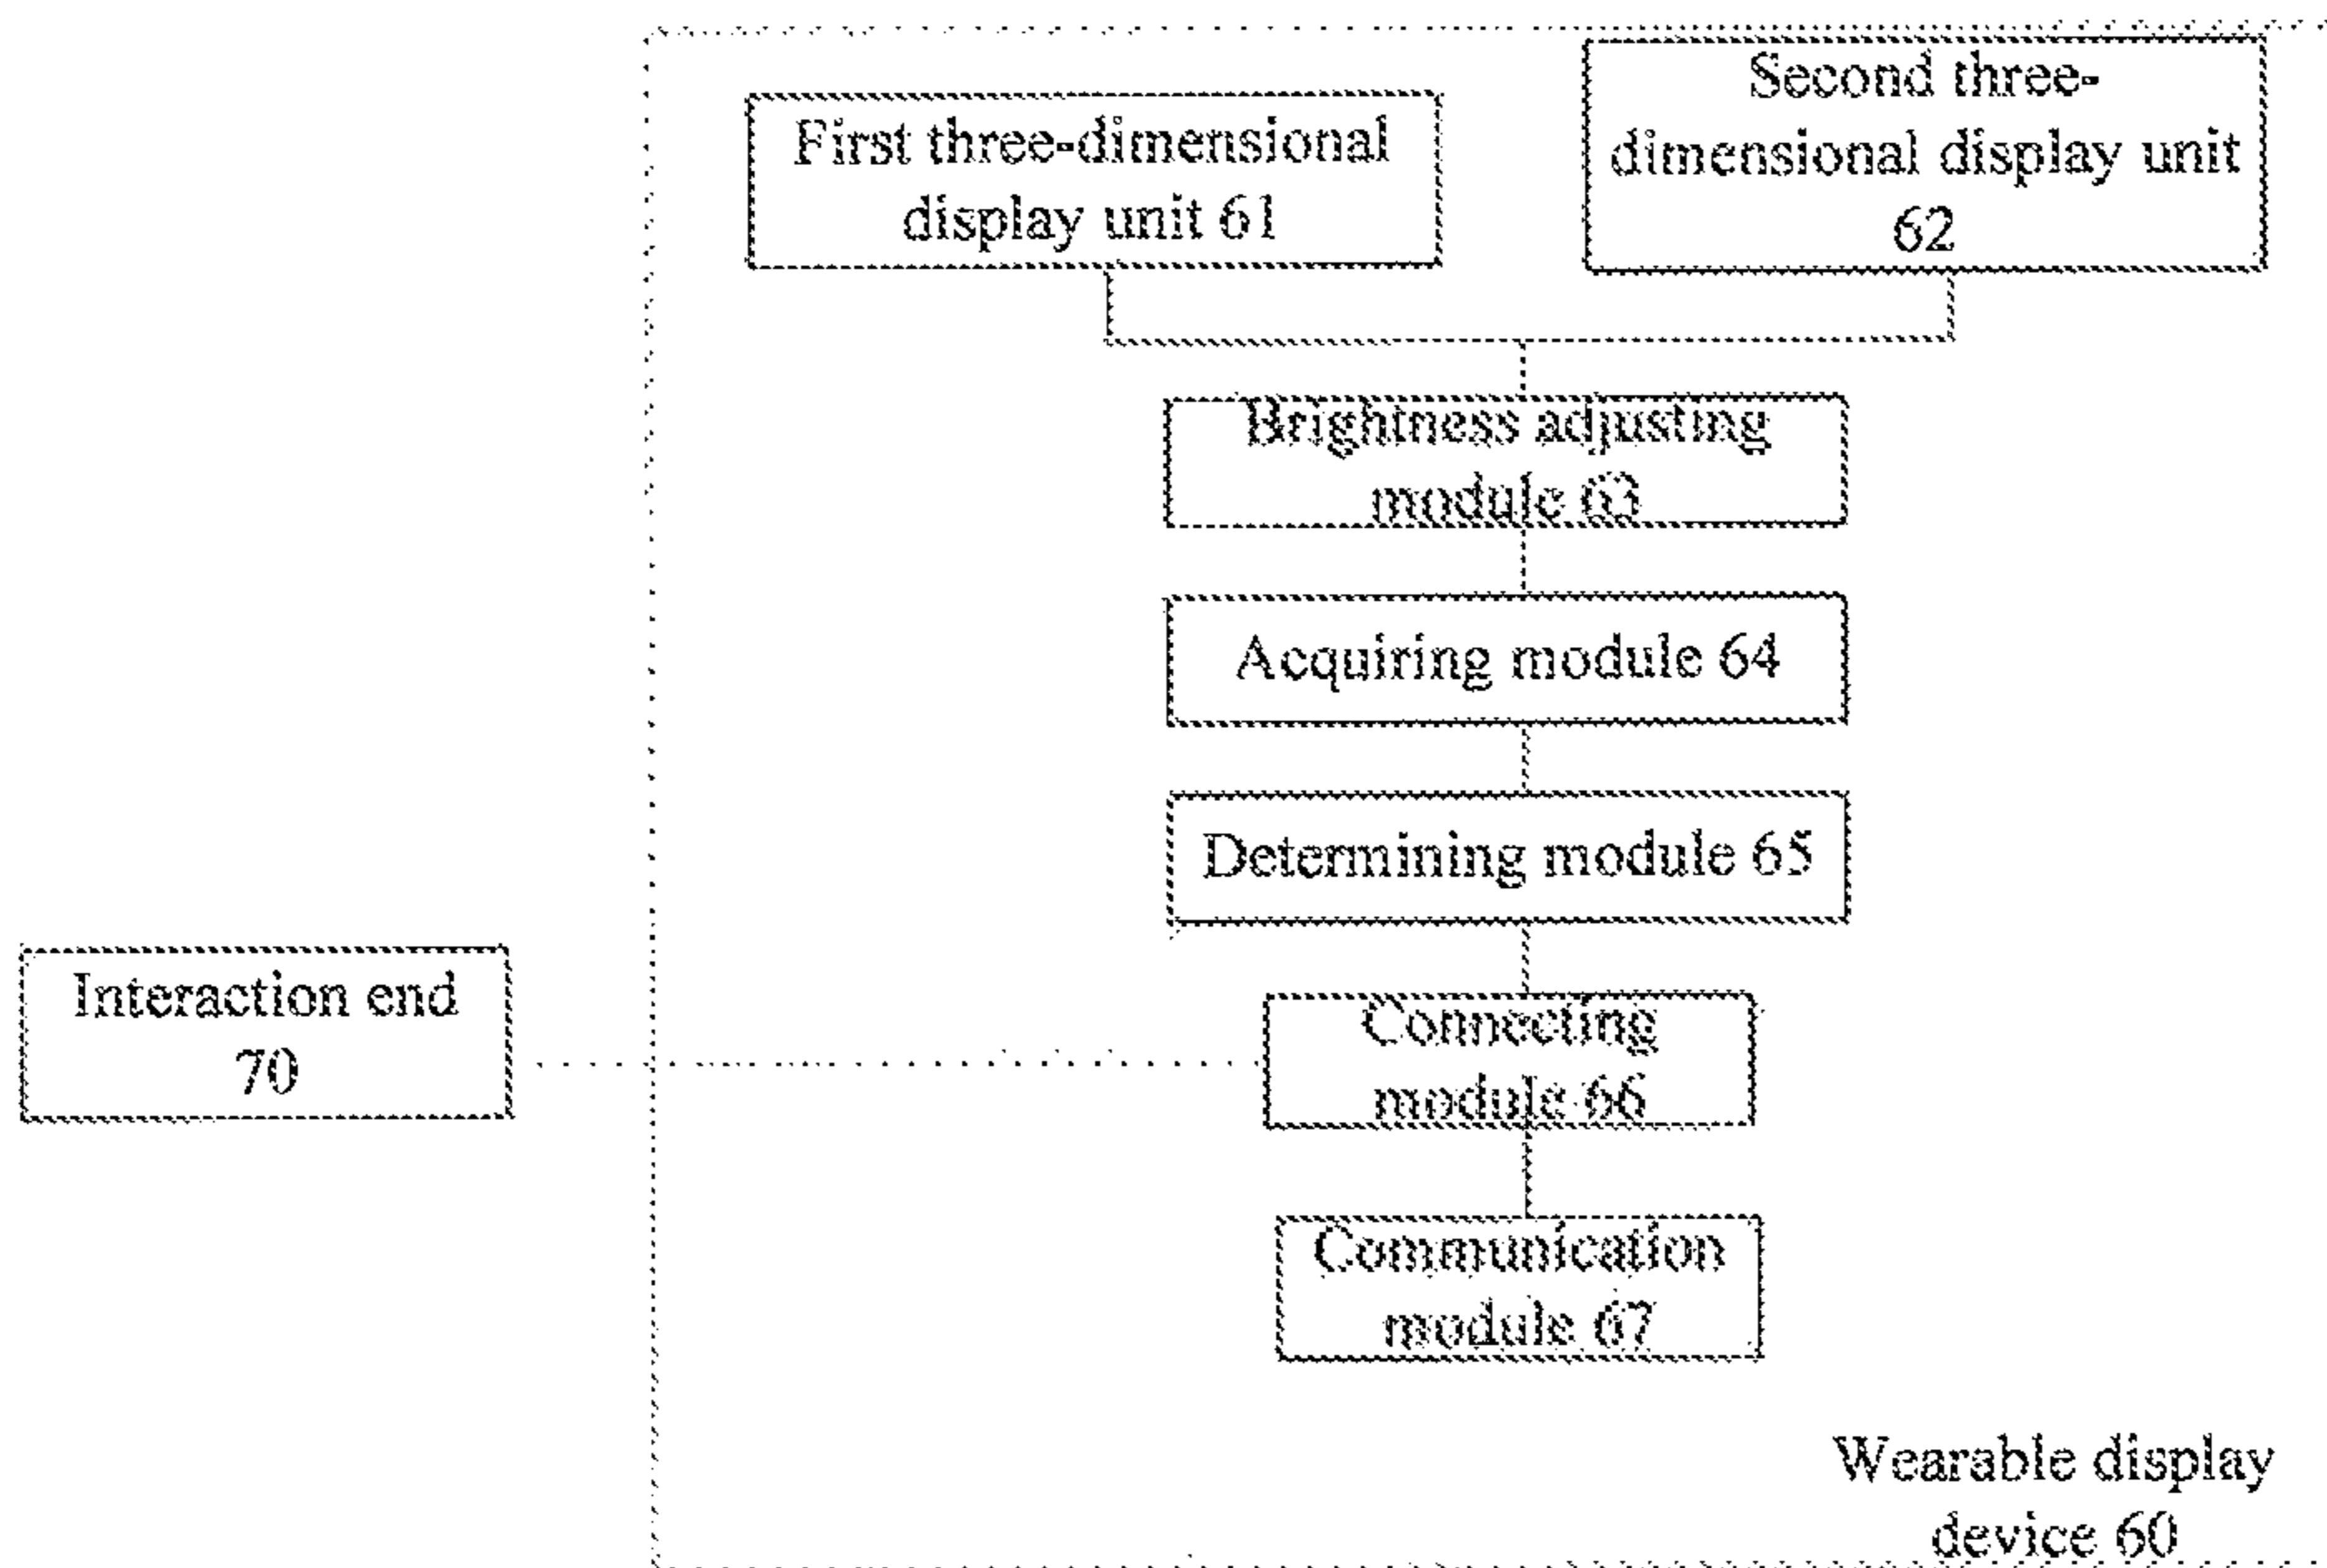 First three-dimensional
display unit 61
Second three-
dimensional display unit
62
Brightness adjusting
module 63
Acquiring module 64
Determining module 65
Interaction end
70
Connecting
module 66
Communication
module 67
Wearable display
device 60